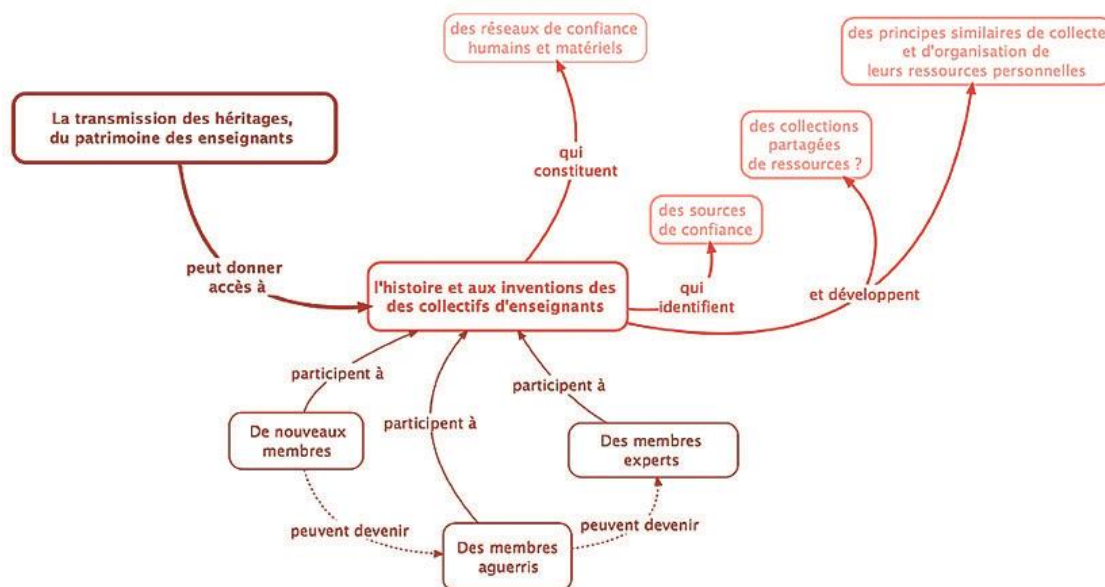 des réseaux de confiance
humains et matériels
des principes similaires de collecte
et d'organisation de
leurs ressources personnelles
La transmission des héritages,
du patrimoine des enseignants
des collections
partagées
de ressources ?
qui
constituent
des sources
de confiance
peut donner
accès à
l'histoire et aux inventions des
des collectifs d'enseignants
qui
identifient
et développent
participent à
participent à
participent à
De nouveaux
membres
Des membres
experts
peuvent devenir
Des membres
aguerris
peuvent devenir